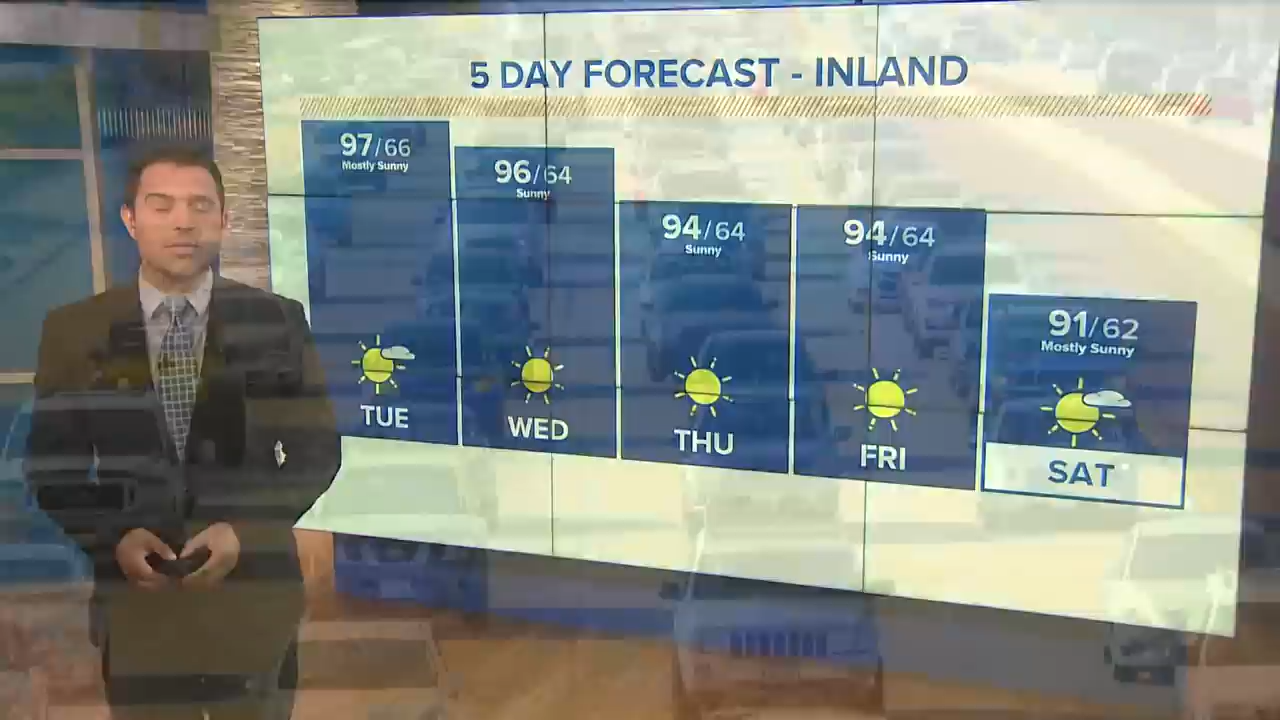 5 DAY FORECAST - INLAND
97/66
Mostly Sunny
TUE
96/64
Sunny
WED
94/64
Sunny
THU
94/64
Sunny
FRI
91/62
Mostly Sunny
SAT